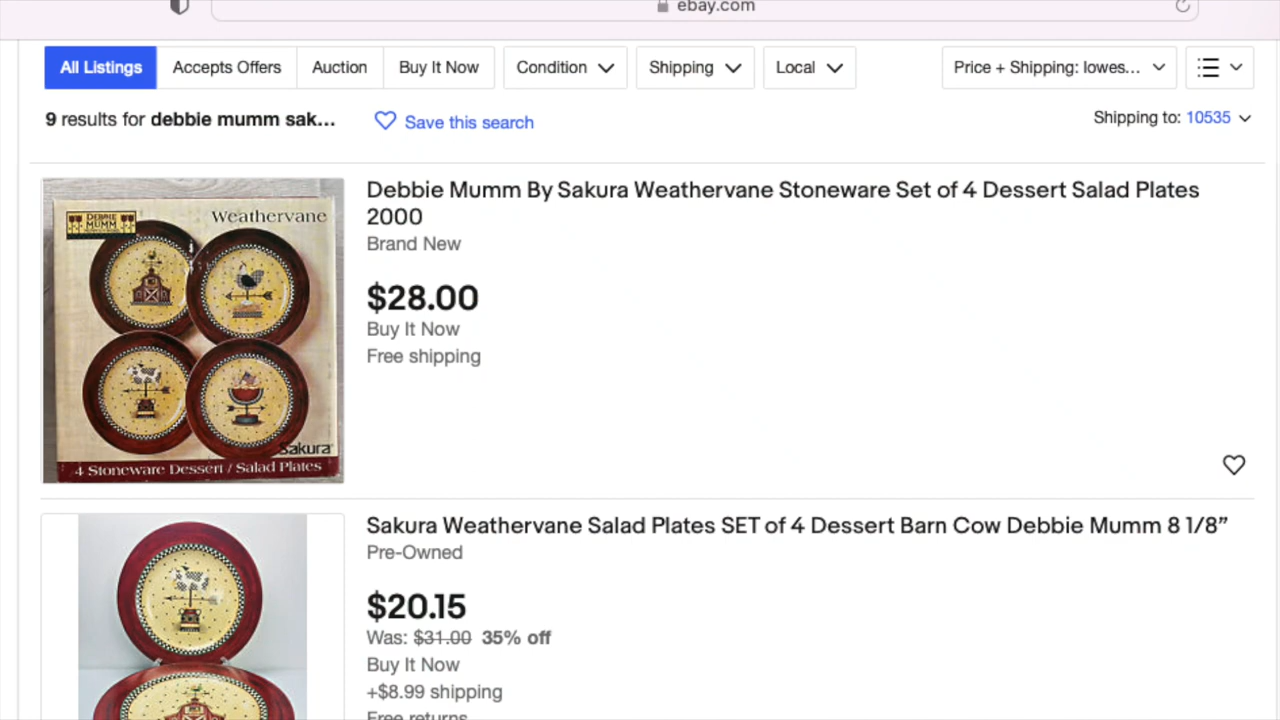 ebay.com
All Listings
Accepts Offers
Auction
Buy It Now
Condition
Shipping
Local
Price + Shipping: lowes...
9 results for debbie mumm sak...
Save this search
Shipping to: 10535
Debbie Mumm By Sakura Weathervane Stoneware Set of 4 Dessert Salad Plates
2000
Brand New
$28.00
Buy It Now
Free shipping
DEBBIE
MUMM
Weathervane
Sakura
4 Stoneware Dessert / Salad Plates
Sakura Weathervane Salad Plates SET of 4 Dessert Barn Cow Debbie Mumm 8 1/8”
Pre-Owned
$20.15
Was: $31.00 35% off
Buy It Now
+$8.99 shipping
Free returns